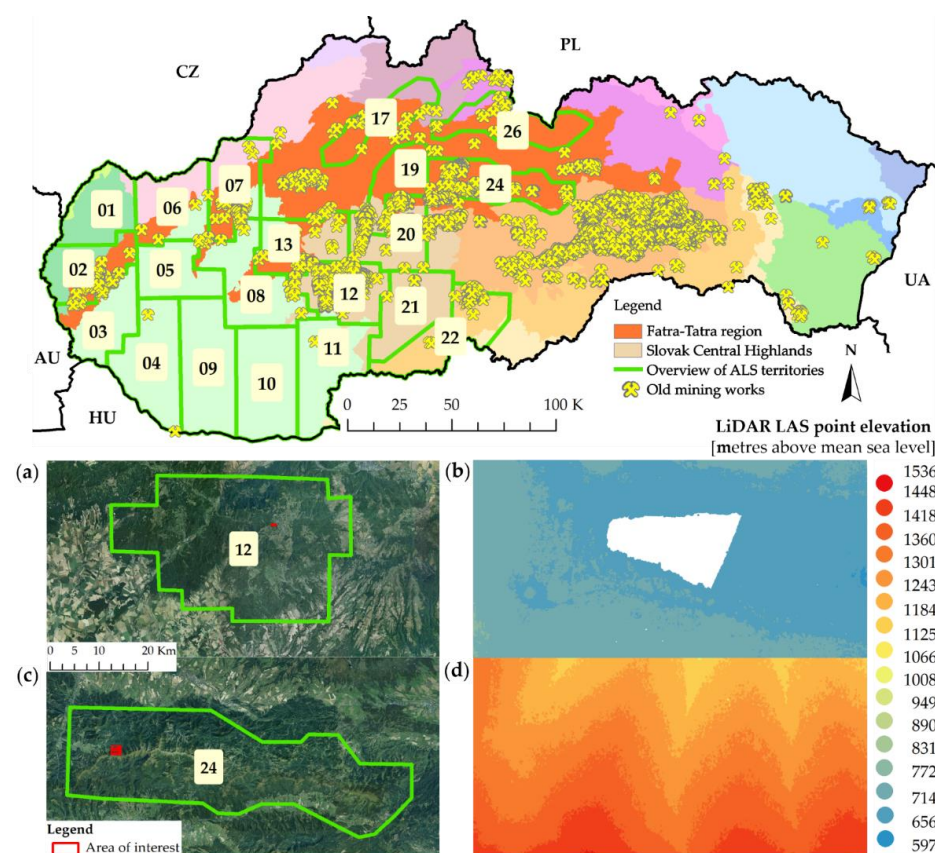 PL
CZ
17
26
19
07
24
01
06
20
13
02
05
UA
12
08
21
Legend
03
Fatra-Tatra region
11
22
Slovak Central Highlands
AU
04
09
Overview of ALS territories
N
10
Old mining works
HU
0 25 50 100 K
LiDAR LAS point elevation
[metres above mean sea level]
(a)
(b)
12
0 5 10 20 Km
(c)
(d)
24
Legend
Area of interest
1536
1448
1418
1360
1301
1243
1184
1125
1066
1008
949
890
831
772
714
656
597